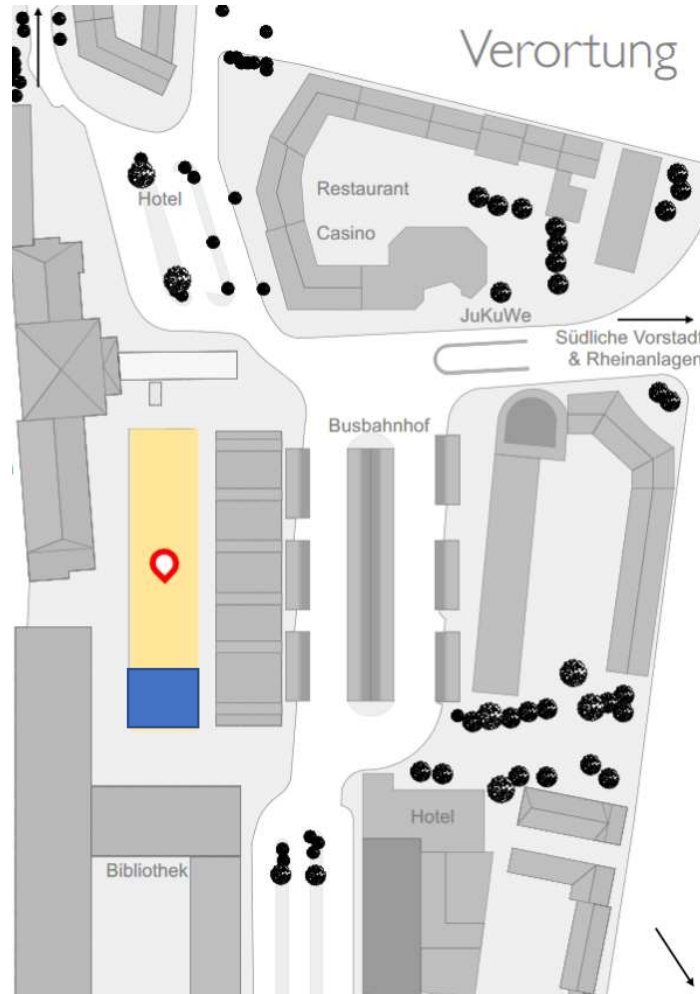 Verortung
Hotel
Restaurant
Casino
JuKuWe
Südliche Vorstadt
& Rheinanlagen
Busbahnhof
Hotel
Bibliothek